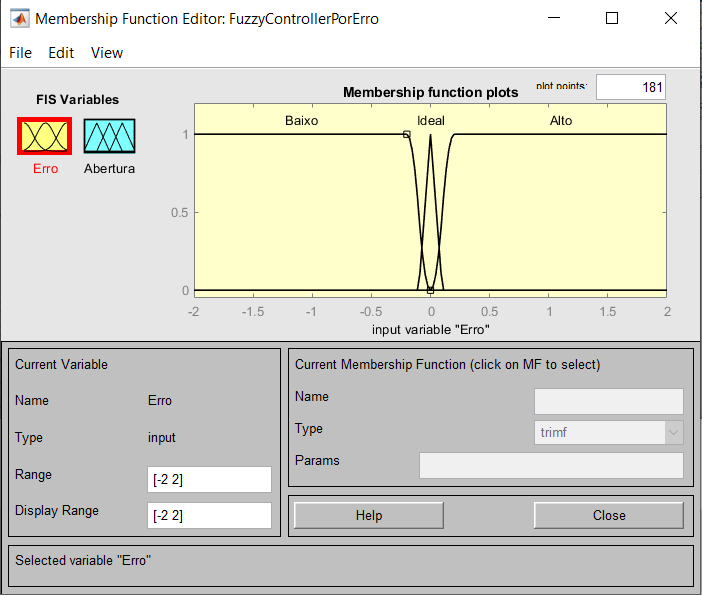 Membership Function Editor: FuzzyControllerPorErro
File Edit View
FIS Variables
Erro
Abertura
Membership function plots
plot points:
181
Baixo
Ideal
Alto
1
0.5
0
-2 -1.5 -1 -0.5 0 0.5 1 1.5 2
input variable "Erro"
Current Variable
Name Erro
Type input
Range [-2 2]
Display Range [-2 2]
Current Membership Function (click on MF to select)
Name
Type trimf
Params
Help
Close
Selected variable "Erro"